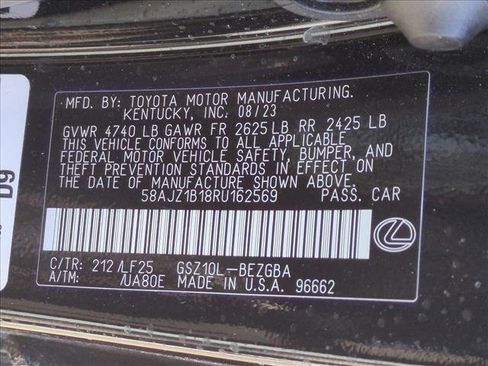 MFD. BY: TOYOTA MOTOR MANUFACTURING.
KENTUCKY, INC. 08/23
GVWR 4740 LB GAWR FR 2625 LB RR 2425 LB
THIS VEHICLE CONFORMS TO ALL APPLICABLE
FEDERAL MOTOR VEHICLE SAFETY, BUMPER, AND
THEFT PREVENTION STANDARDS IN EFFECT ON
THE DATE OF MANUFACTURE SHOWN ABOVE.
58AJZ1B18RU162569 PASS. CAR
C/TR: 212/LF25 GSZ10L-BEZGBA
A/TM: /UA80E MADE IN U.S.A. 96662
D9